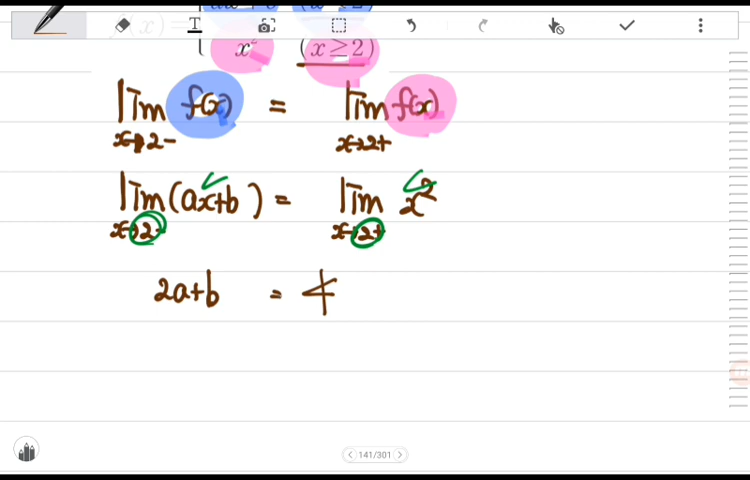 f(x) =
x² (x ≥ 2)
lim f(x) = lim f(x)
x→2− x→2+
lim (ax+b) = lim x²
x→2− x→2+
2a+b = 4
141/301